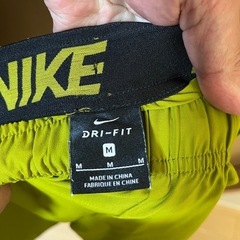 NIKE
DRI-FIT
M
M M M
MADE IN CHINA
FABRIQUÉ EN CHINE